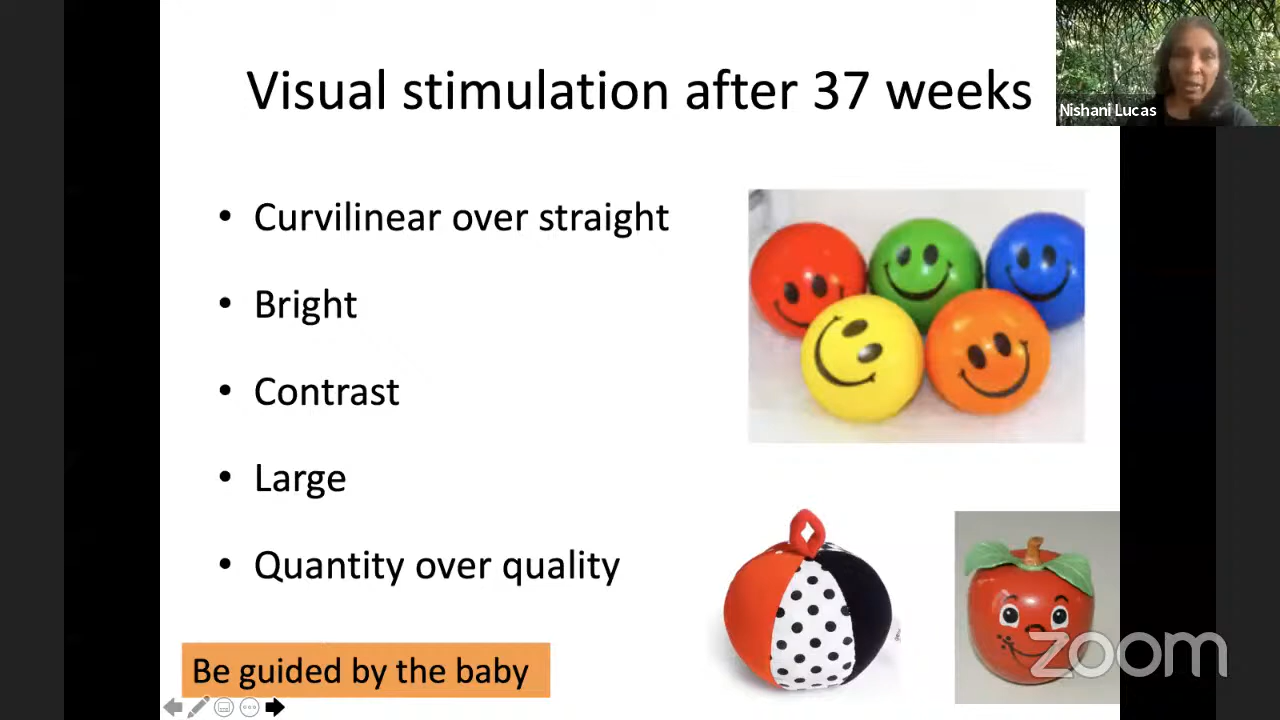 Visual stimulation after 37 weeks
Nishani Lucas
• Curvilinear over straight
• Bright
• Contrast
• Large
• Quantity over quality
Be guided by the baby
zoom